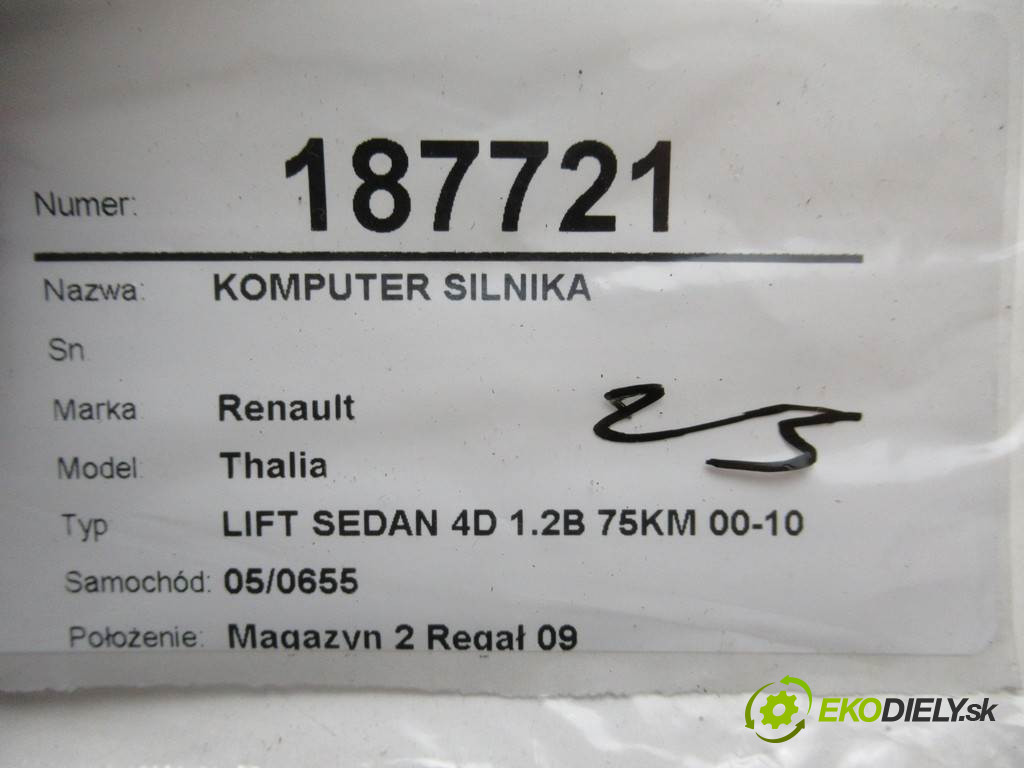 Numer: 187721
Nazwa: KOMPUTER SILNIKA
Sn
Marka Renault
25
Model: Thalia
Typ LIFT SEDAN 4D 1.2B 75KM 00-10
Samochód: 05/0655
Położenie: Magazyn 2 Regał 09
EKODIELY.sk